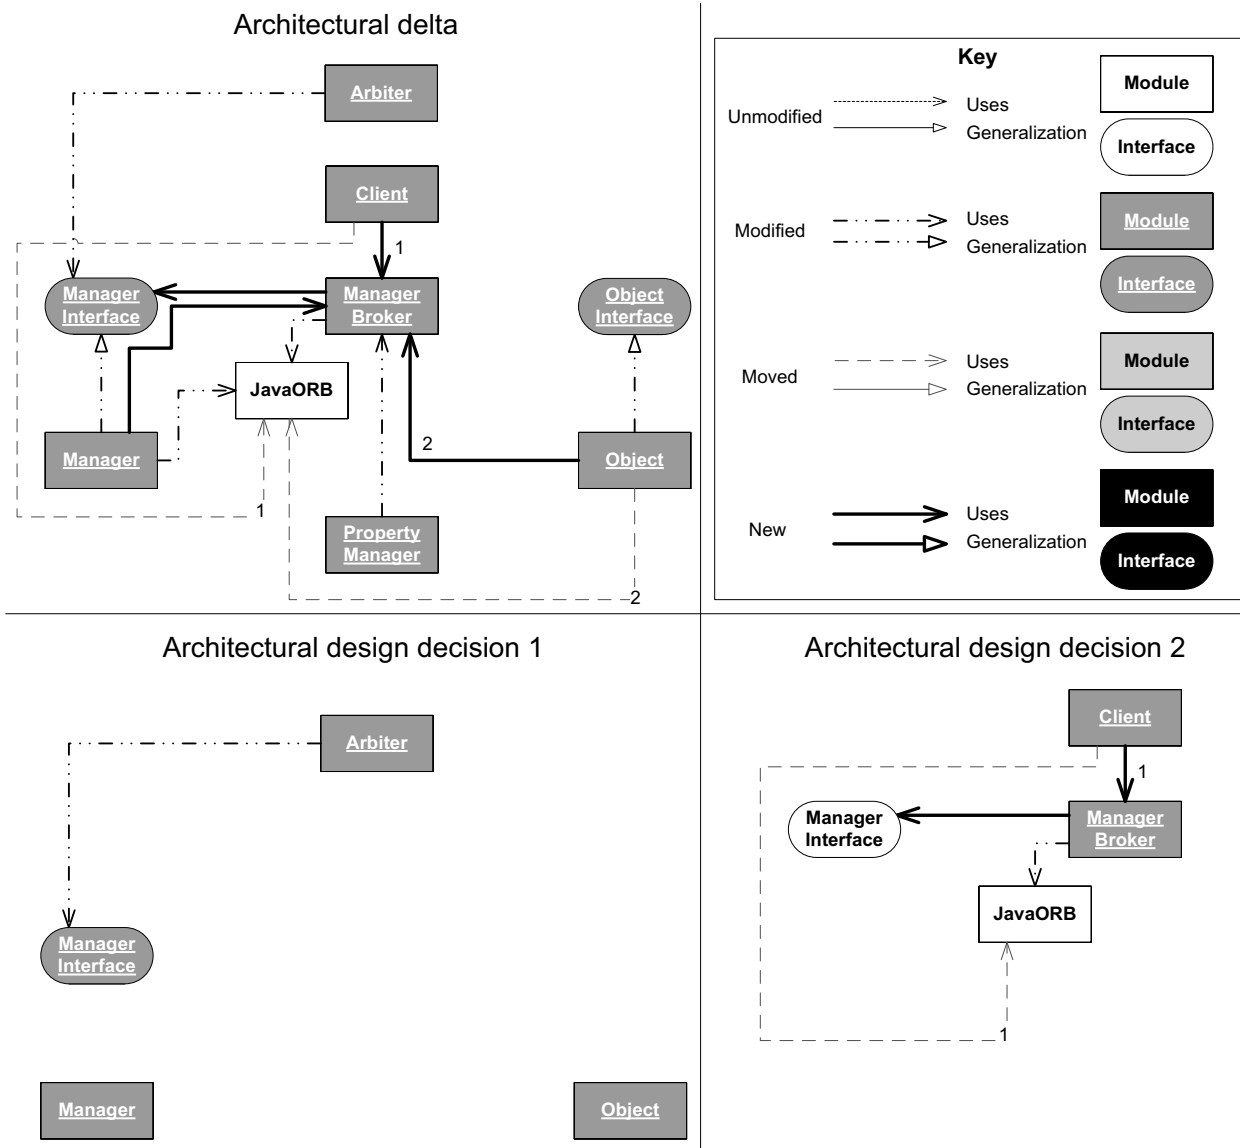 Architectural delta
Arbiter
Client
1
Manager
Interface
Manager
Broker
Object
Interface
JavaORB
2
Manager
Object
1
Property
Manager
2
Key
Unmodified
Uses
Generalization
Module
Interface
Modified
Uses
Generalization
Module
Interface
Moved
Uses
Generalization
Module
Interface
New
Uses
Generalization
Module
Interface
Architectural design decision 1
Arbiter
Manager
Interface
Manager
Object
Architectural design decision 2
Client
1
Manager
Interface
Manager
Broker
JavaORB
1